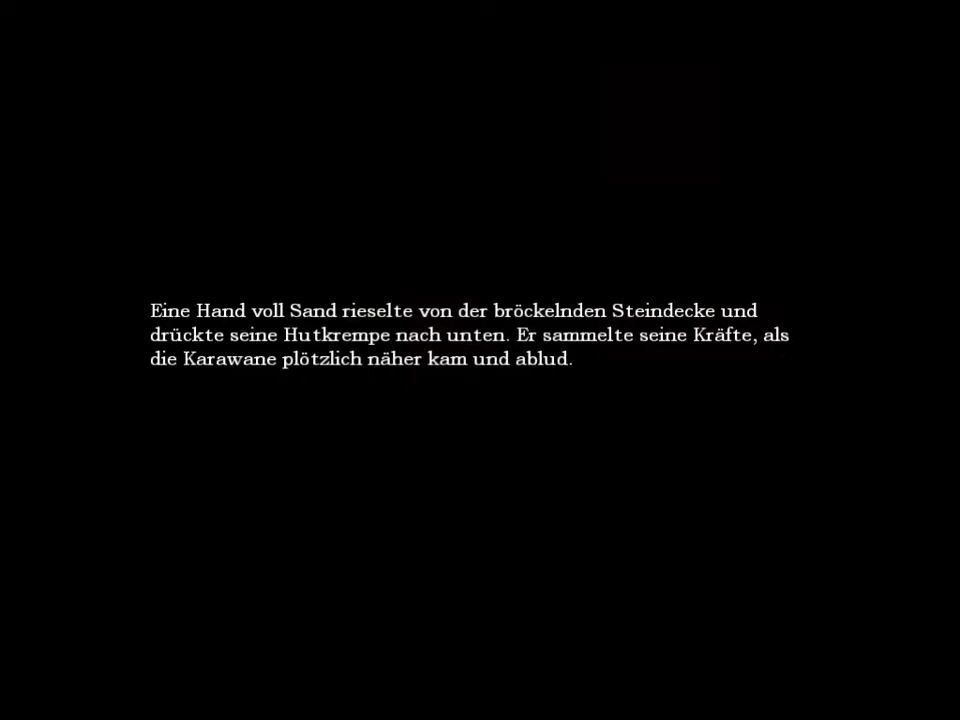 Eine Hand voll Sand rieselte von der bröckelnden Steindecke und
drückte seine Hutkrempe nach unten. Er sammelte seine Kräfte, als
die Karawane plötzlich näher kam und ablud.